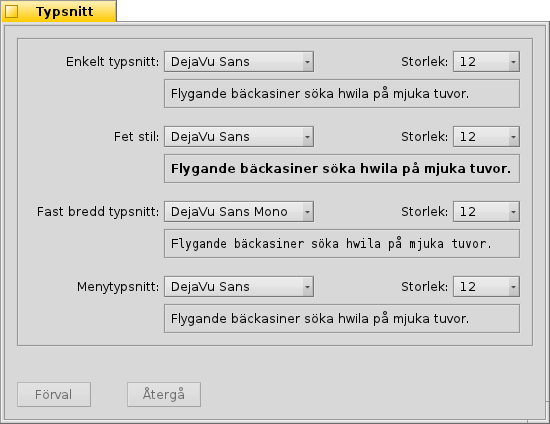 Typsnitt
Enkelt typsnitt: DejaVu Sans Storlek: 12
Flygande bäckasiner söka hwila på mjuka tuvor.
Fet stil: DejaVu Sans Storlek: 12
Flygande bäckasiner söka hwila på mjuka tuvor.
Fast bredd typsnitt: DejaVu Sans Mono Storlek: 12
Flygande bäckasiner söka hwila på mjuka tuvor.
Menytypsnitt: DejaVu Sans Storlek: 12
Flygande bäckasiner söka hwila på mjuka tuvor.
Förval Återgå